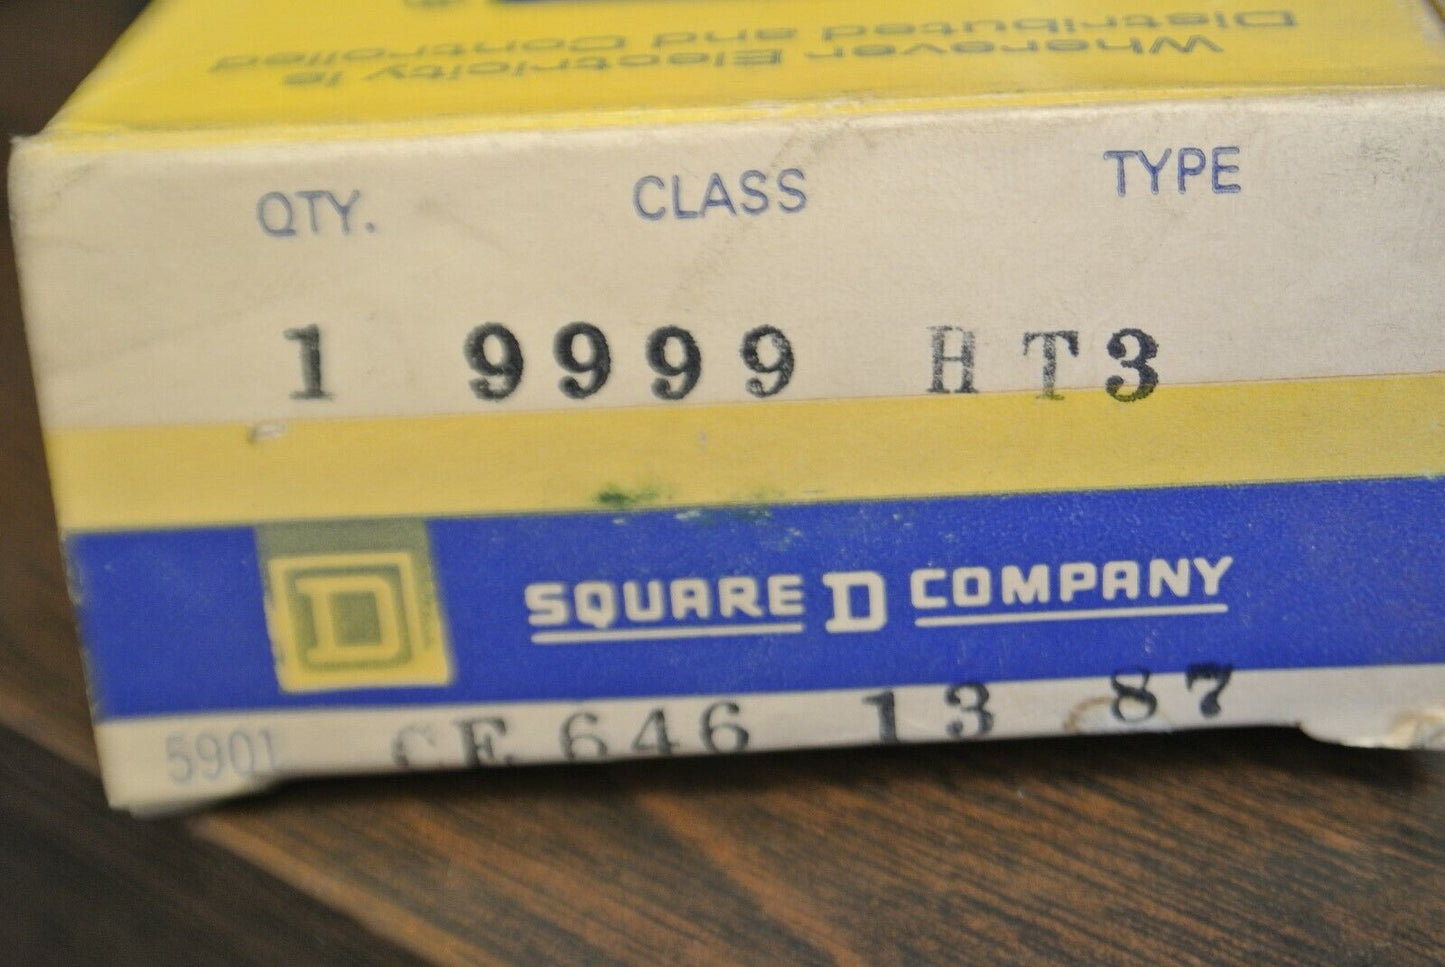 Wherever Electricity is
Distributed and Controlled
QTY. CLASS TYPE
1 9999 HT3
D SQUARE D COMPANY
5901 CE 646 13 87